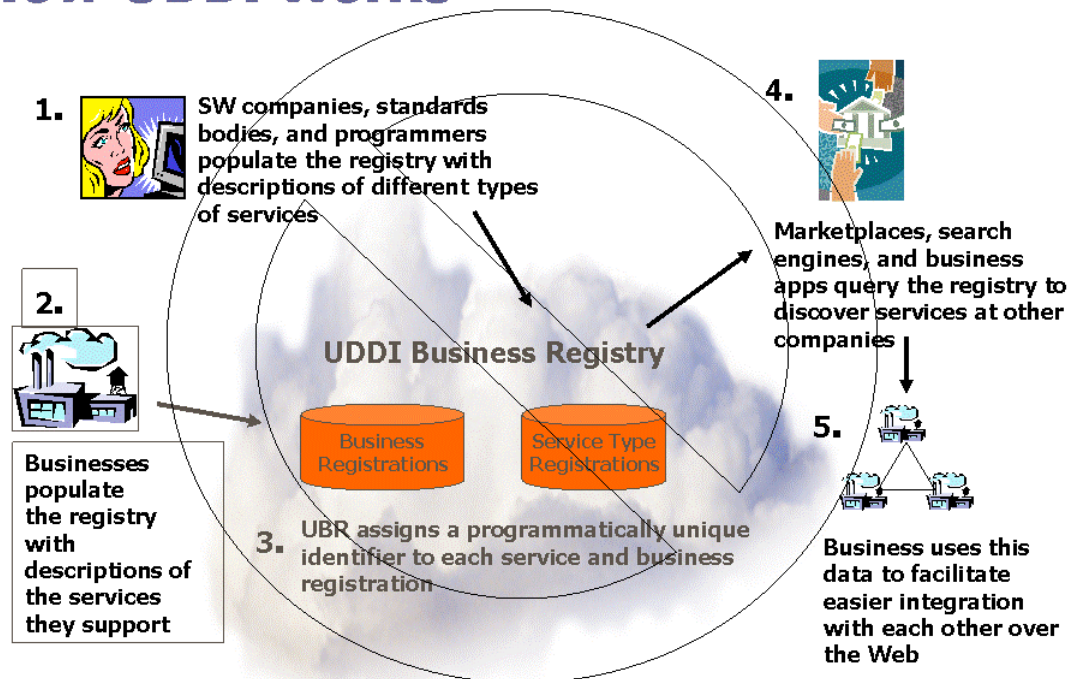 How UDDI Works
1.
SW companies, standards
bodies, and programmers
populate the registry with
descriptions of different types
of services
2.
Businesses
populate
the registry
with
descriptions of
the services
they support
UDDI Business Registry
Business
Registrations
Service Type
Registrations
3. UBR assigns a programmatically unique
identifier to each service and business
registration
4.
Marketplaces, search
engines, and business
apps query the registry to
discover services at other
companies
5.
Business uses this
data to facilitate
easier integration
with each other over
the Web